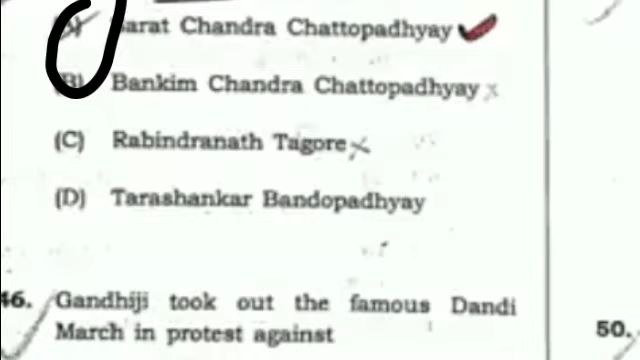 (A) Sarat Chandra Chattopadhyay
(B) Bankim Chandra Chattopadhyay
(C) Rabindranath Tagore
(D) Tarashankar Bandopadhyay
46. Gandhiji took out the famous Dandi
March in protest against
50.